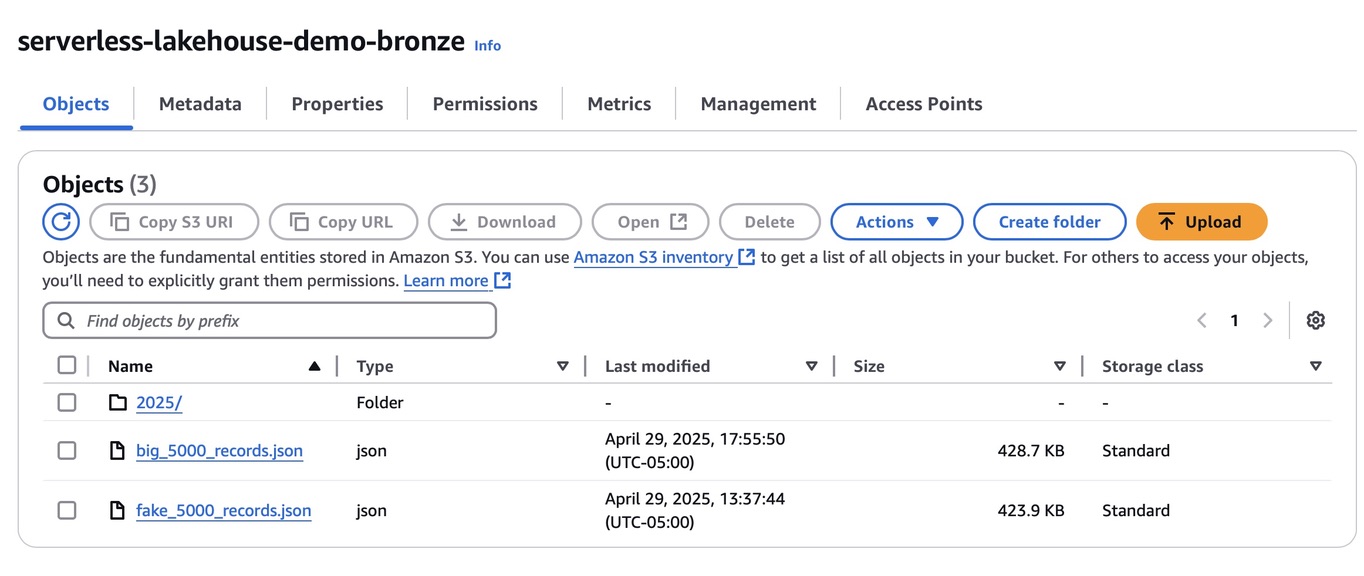 serverless-lakehouse-demo-bronze Info
Objects Metadata Properties Permissions Metrics Management Access Points
Objects (3)
Copy S3 URI Copy URL Download Open Delete Actions Create folder Upload
Objects are the fundamental entities stored in Amazon S3. You can use Amazon S3 inventory to get a list of all objects in your bucket. For others to access your objects,
you’ll need to explicitly grant them permissions. Learn more
Find objects by prefix 1
Name Type Last modified Size Storage class
2025/ Folder - - -
big_5000_records.json json April 29, 2025, 17:55:50 428.7 KB Standard
(UTC-05:00)
fake_5000_records.json json April 29, 2025, 13:37:44 423.9 KB Standard
(UTC-05:00)